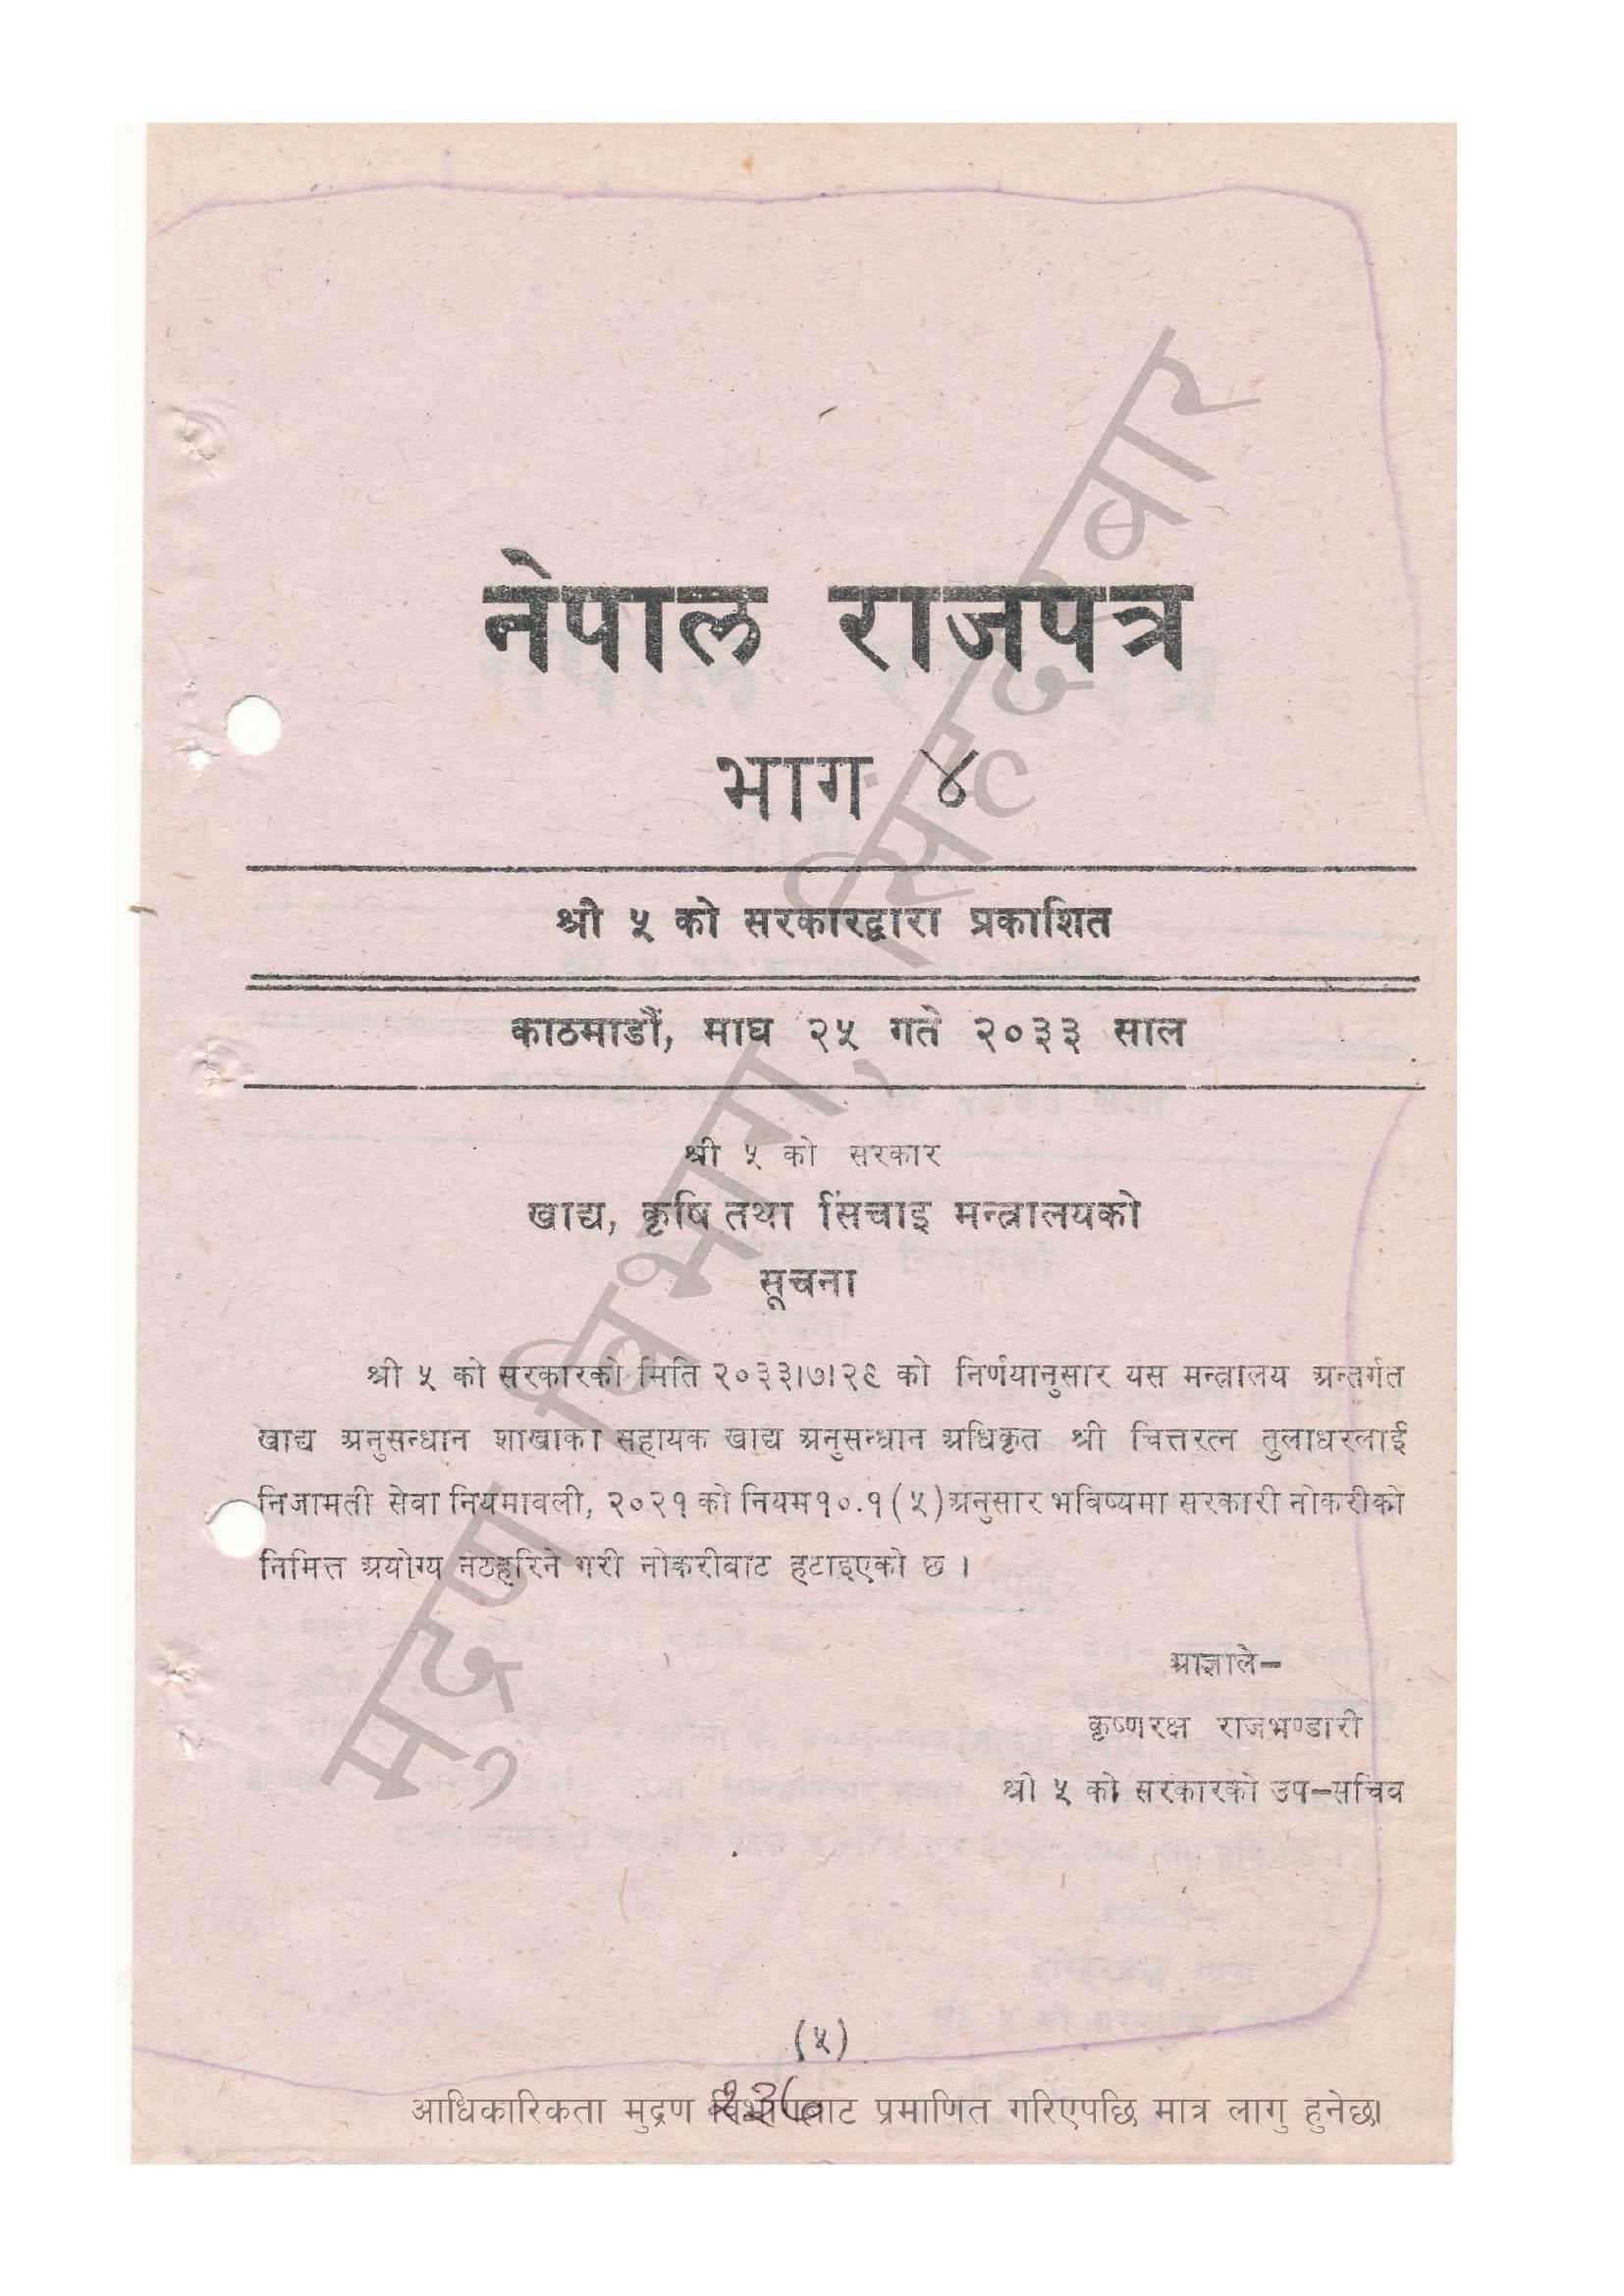 नेपाल राजपत्र
भाग ४
श्री ५ को सरकारद्वारा प्रकाशित
काठमाडौं, माघ २५ गते २०३३ साल
श्री ५ को सरकार
खाद्य, कृषि तथा सिंचाइ मन्त्रालयको
सूचना
श्री ५ को सरकारको मिति २०३३।७।२९ को निर्णयानुसार यस मन्त्रालय अन्तर्गत
खाद्य अनुसन्धान शाखाका सहायक खाद्य अनुसन्धान अधिकृत श्री चित्तरत्न तुलाधरलाई
निजामती सेवा नियमावली, २०२१ को नियम १०.१(५) अनुसार भविष्यमा सरकारी नोकरीको
निमित्त अयोग्य नठहरिने गरी नोकरीबाट हटाइएको छ ।
आज्ञाले–
कृष्णरक्ष राजभण्डारी
श्री ५ को सरकारको उप–सचिव
(५)
आधिकारिकता मुद्रण विभागबाट प्रमाणित गरिएपछि मात्र लागु हुनेछ।
मुद्रण विभाग, सिंहदरबार